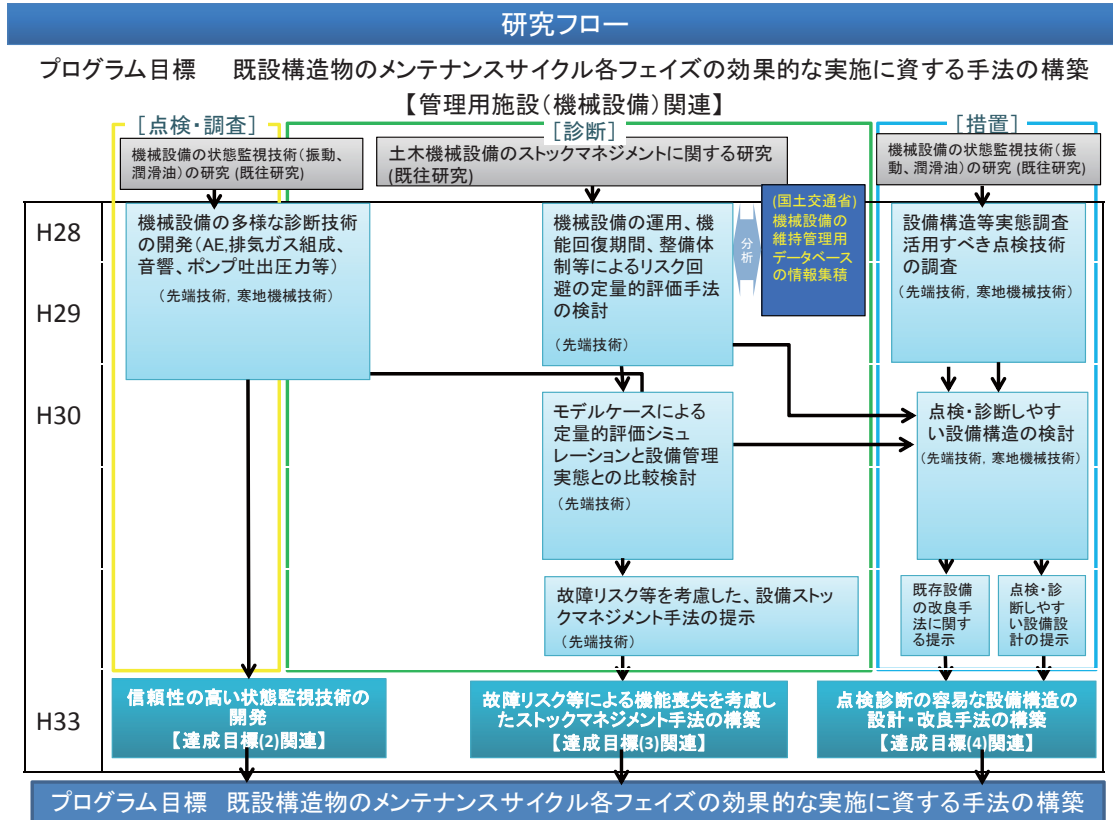 研究フロー
プログラム目標　既設構造物のメンテナンスサイクル各フェイズの効果的な実施に資する手法の構築
【管理用施設(機械設備)関連】
[点検・調査]
[診断]
[措置]
機械設備の状態監視技術(振動、
潤滑油)の研究 (既往研究)
土木機械設備のストックマネジメントに関する研究
(既往研究)
機械設備の状態監視技術(振
動、潤滑油)の研究 (既往研究)
H28
H29
H30
H33
機械設備の多様な診断技術
の開発(AE,排気ガス組成、
音響、ポンプ吐出圧力等)
(先端技術, 寒地機械技術)
機械設備の運用、機
能回復期間、整備体
制等によるリスク回
避の定量的評価手法
の検討
(先端技術)
分析
(国土交通省)
機械設備の
維持管理用
データベース
の情報集積
設備構造等実態調査
活用すべき点検技術
の調査
(先端技術, 寒地機械技術)
モデルケースによる
定量的評価シミュ
レーションと設備管理
実態との比較検討
(先端技術)
点検・診断しやす
い設備構造の検討
(先端技術, 寒地機械技術)
故障リスク等を考慮した、設備ストッ
クマネジメント手法の提示
(先端技術)
既存設備
の改良手
法に関す
る提示
点検・診
断しやす
い設備設
計の提示
信頼性の高い状態監視技術の
開発
【達成目標(2)関連】
故障リスク等による機能喪失を考慮し
たストックマネジメント手法の構築
【達成目標(3)関連】
点検診断の容易な設備構造の
設計・改良手法の構築
【達成目標(4)関連】
プログラム目標　既設構造物のメンテナンスサイクル各フェイズの効果的な実施に資する手法の構築